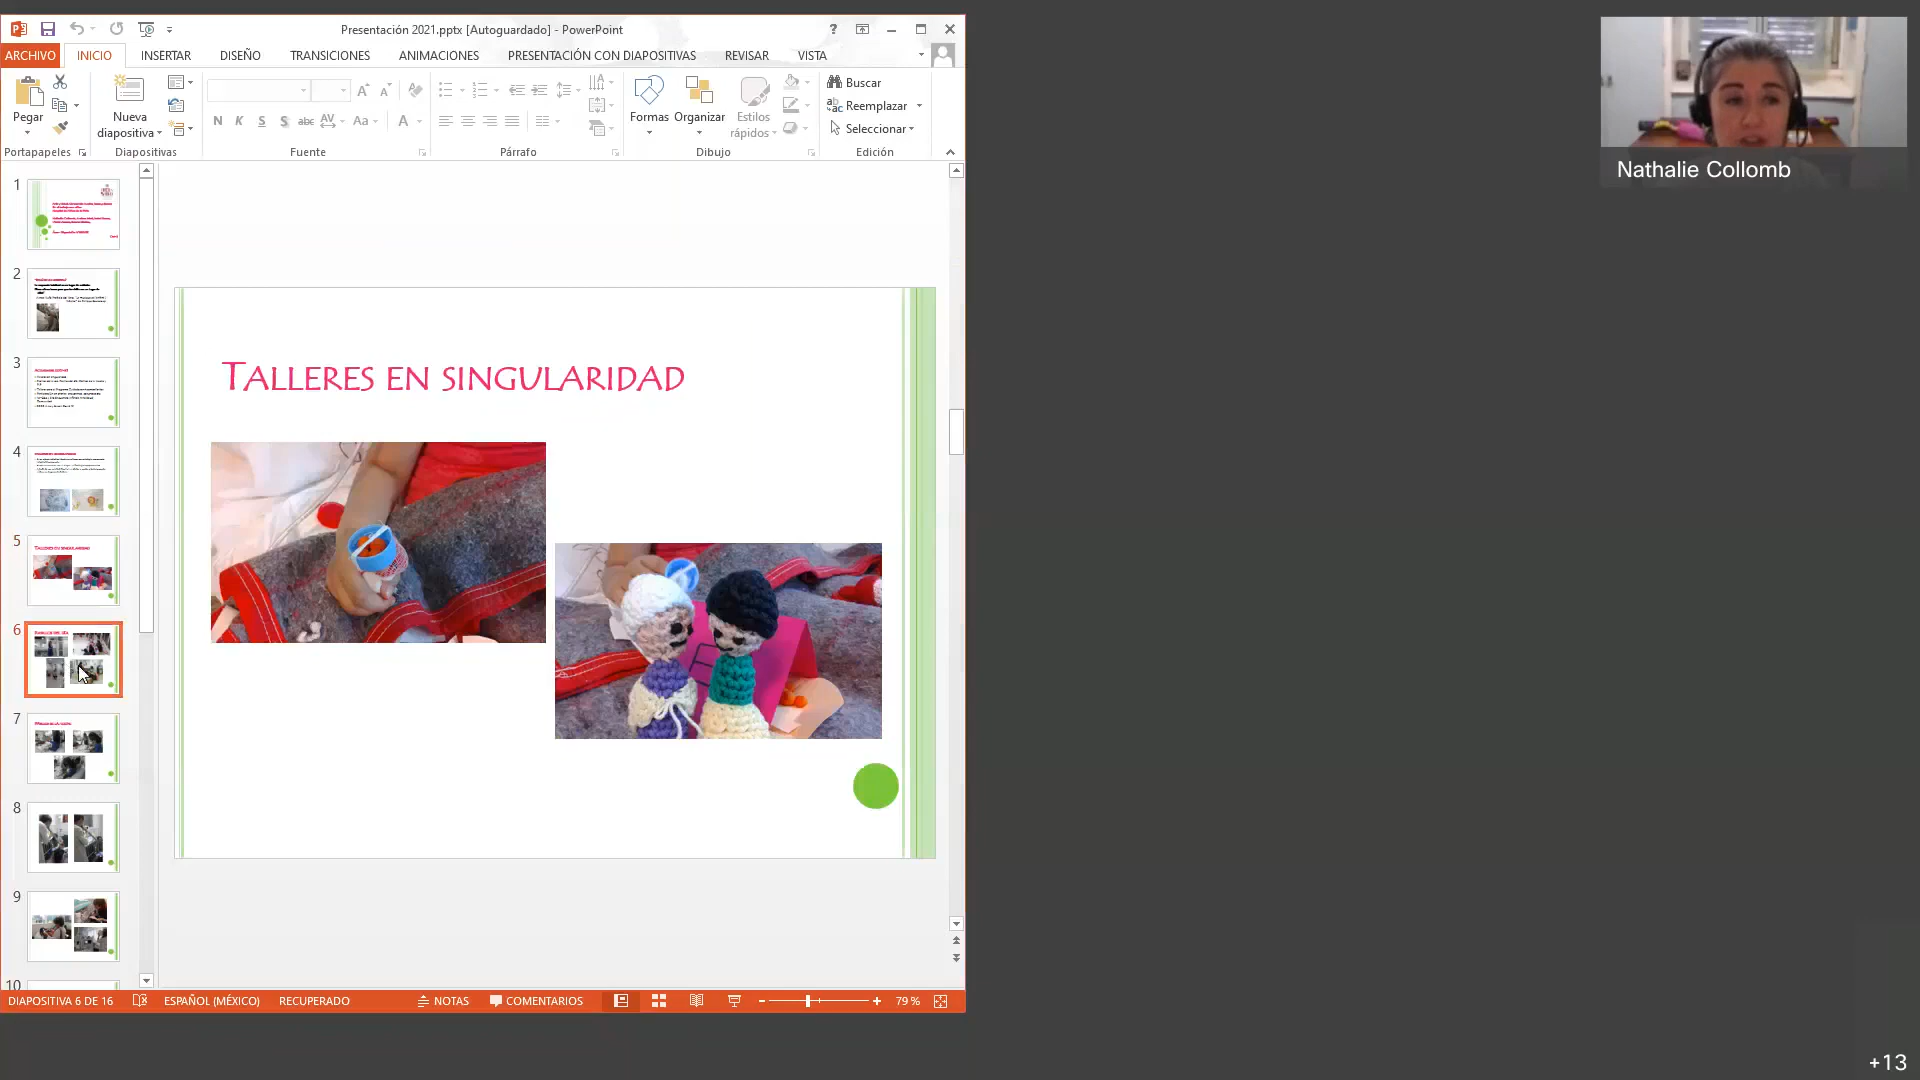 Presentación 2021.pptx [Autoguardado] - PowerPoint
ARCHIVO INICIO INSERTAR DISEÑO TRANSICIONES ANIMACIONES PRESENTACIÓN CON DIAPOSITIVAS REVISAR VISTA
Pegar
Portapapeles
Nueva
diapositiva
Diapositivas
N K S S abc AV Aa A
Fuente
Párrafo
Formas Organizar Estilos
rápidos
Dibujo
Buscar
Reemplazar
Seleccionar
Edición
Nathalie Collomb
1
2
3
4
5
6
7
8
9
10
TALLERES EN SINGULARIDAD
DIAPOSITIVA 6 DE 16 ESPAÑOL (MÉXICO) RECUPERADO NOTAS COMENTARIOS 79 %
+13